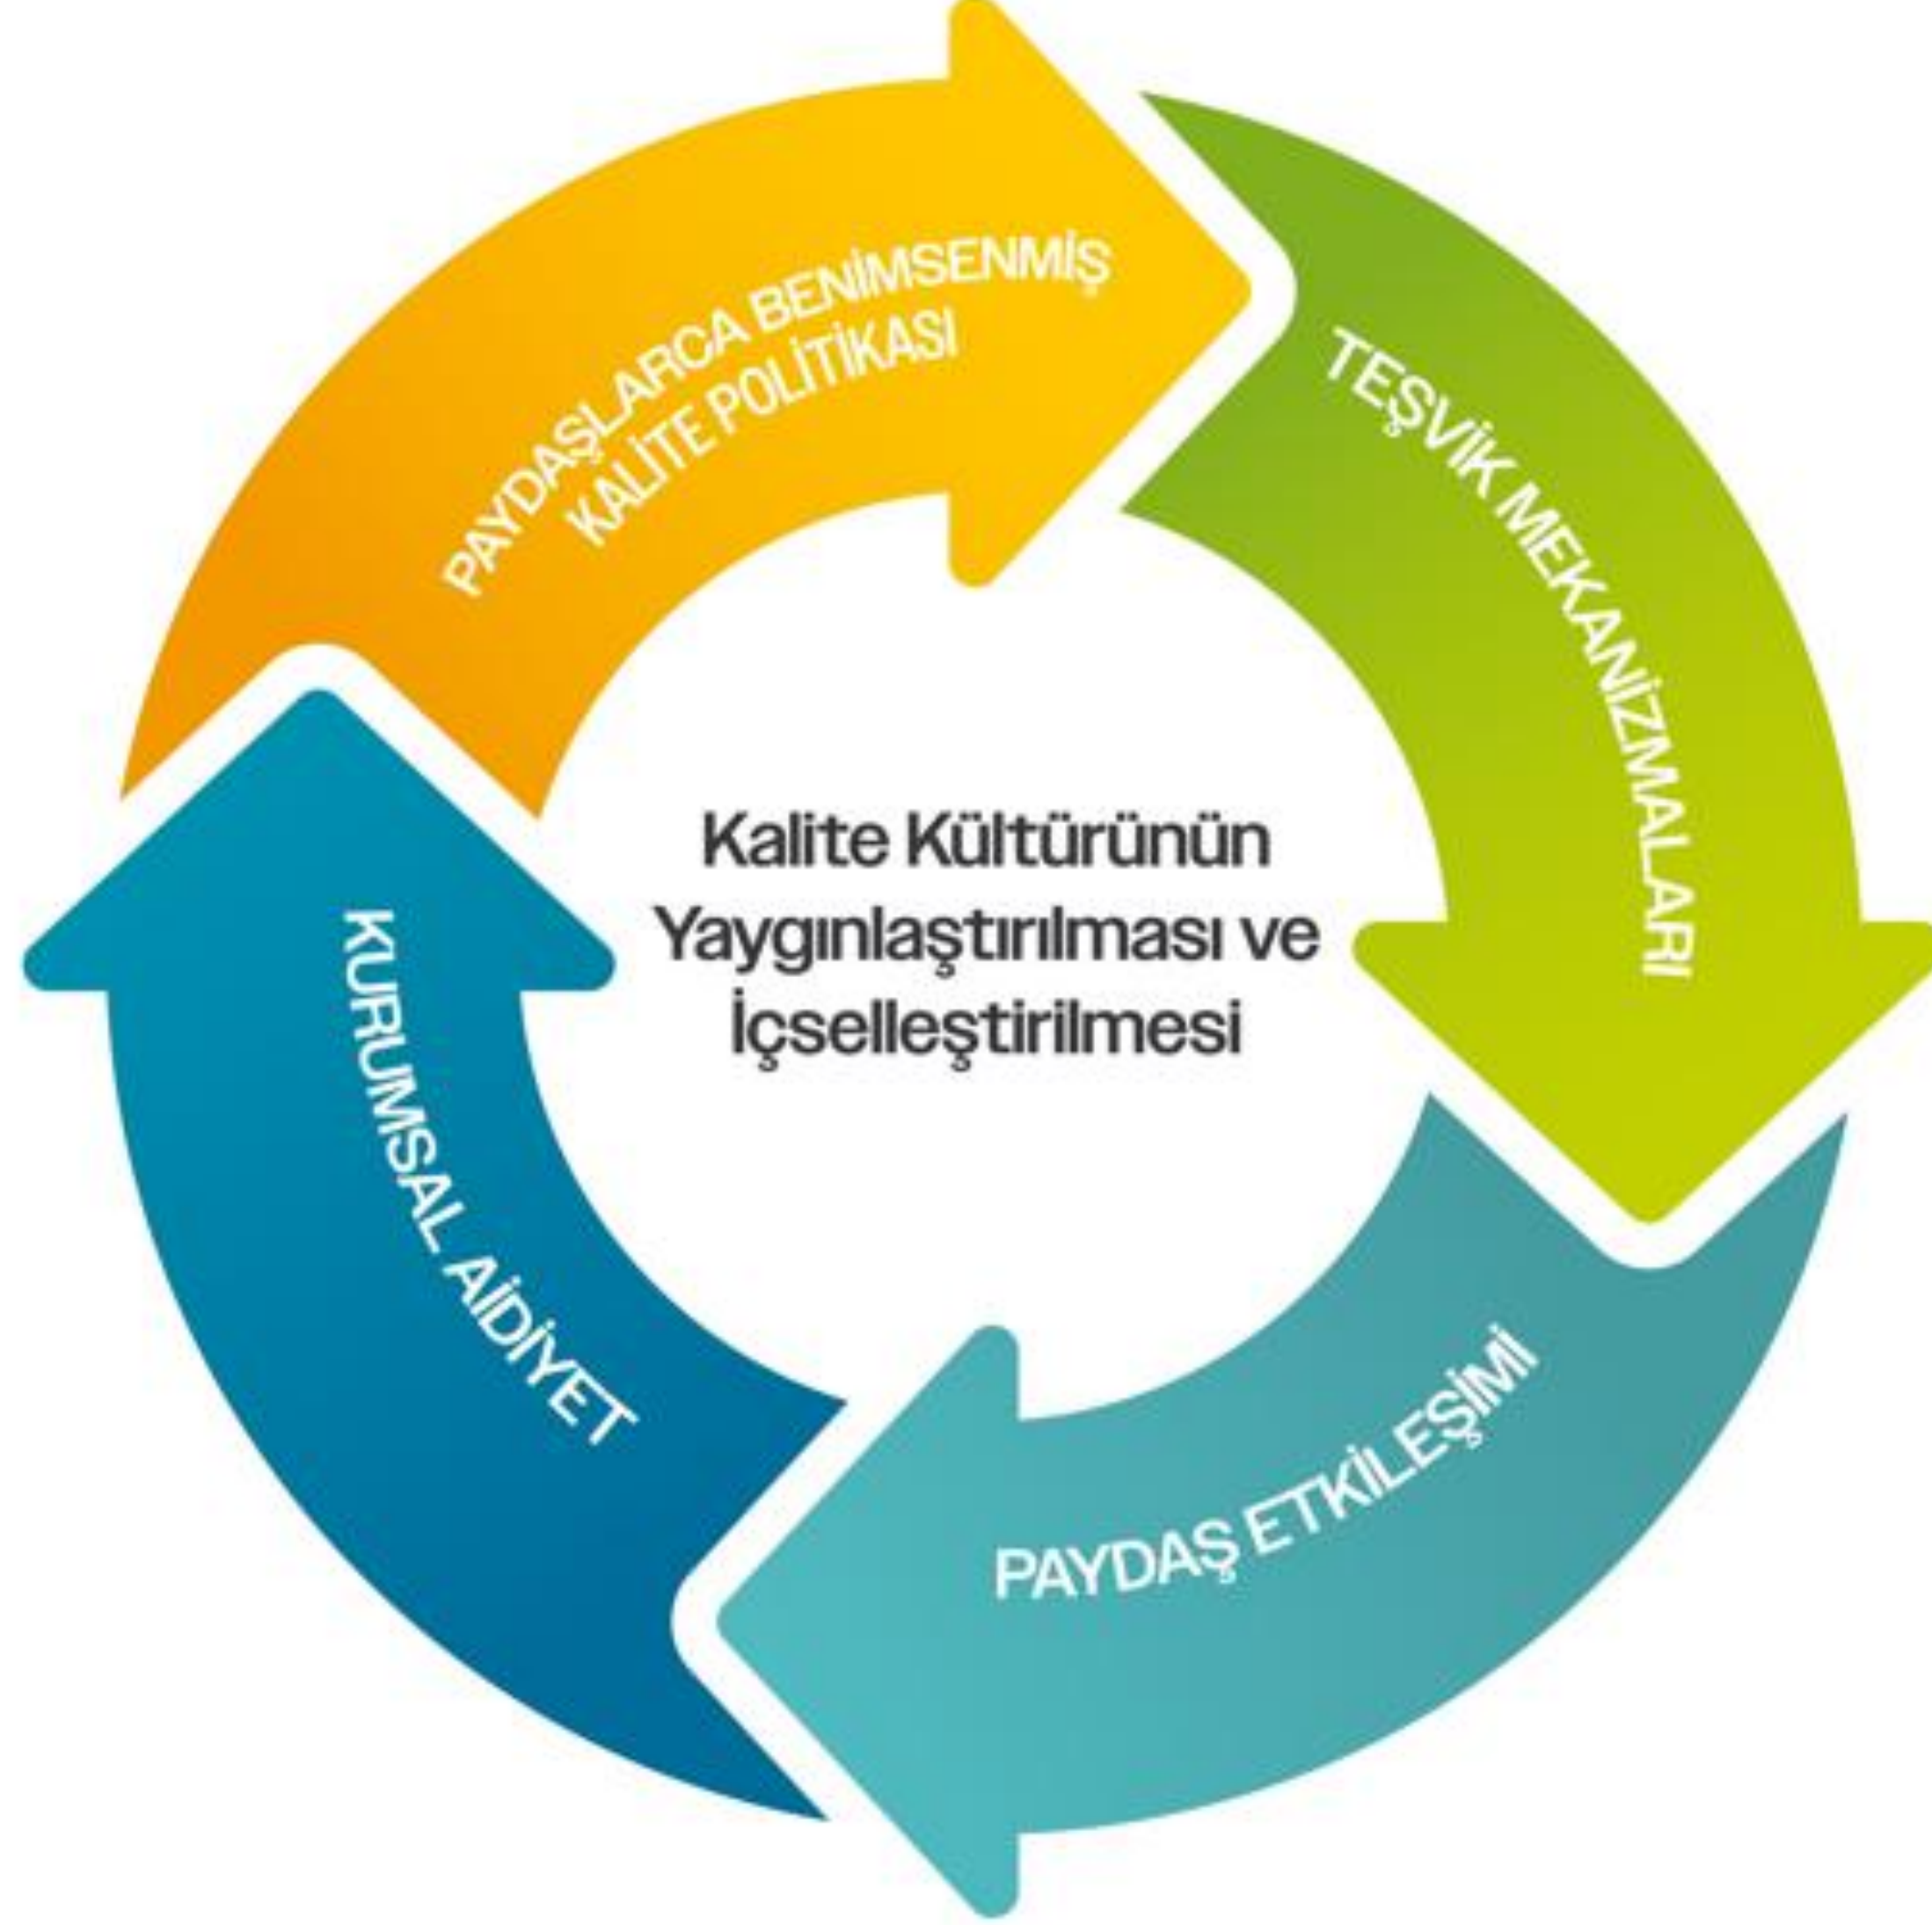 PAYDAŞLARCA BENİMSENMİŞ
KALİTE POLİTİKASI
TEŞVİK MEKANİZMALARI
Kalite Kültürünün
Yaygınlaştırılması ve
İçselleştirilmesi
KURUMSAL AİDİYET
PAYDAŞ ETKİLEŞİMİ